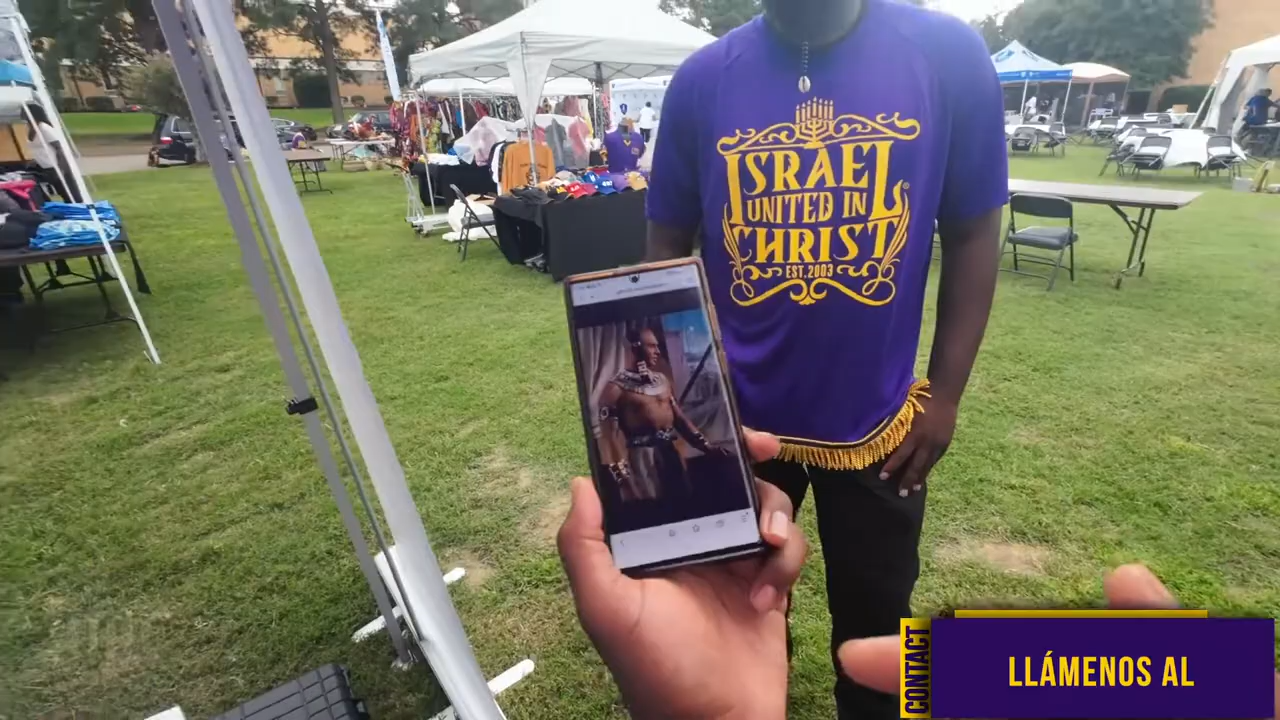 ISRAEL
UNITED IN
CHRIST
EST. 2003
CONTACT
LLÁMENOS AL